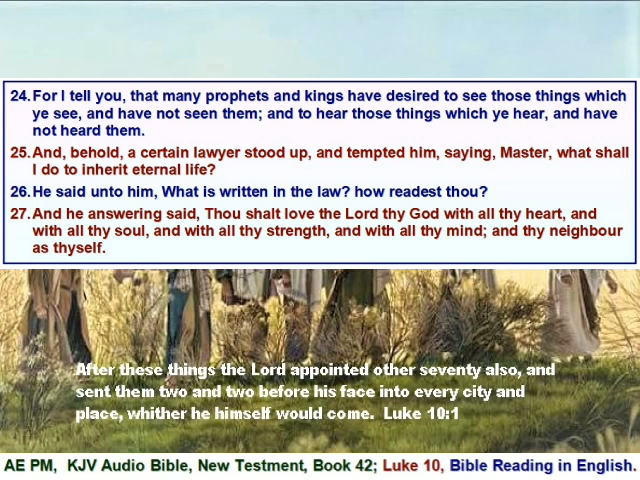 24. For I tell you, that many prophets and kings have desired to see those things which
ye see, and have not seen them; and to hear those things which ye hear, and have
not heard them.
25. And, behold, a certain lawyer stood up, and tempted him, saying, Master, what shall
I do to inherit eternal life?
26. He said unto him, What is written in the law? how readest thou?
27. And he answering said, Thou shalt love the Lord thy God with all thy heart, and
with all thy soul, and with all thy strength, and with all thy mind; and thy neighbour
as thyself.
After these things the Lord appointed other seventy also, and
sent them two and two before his face into every city and
place, whither he himself would come. Luke 10:1
AE PM, KJV Audio Bible, New Testment, Book 42; Luke 10, Bible Reading in English.